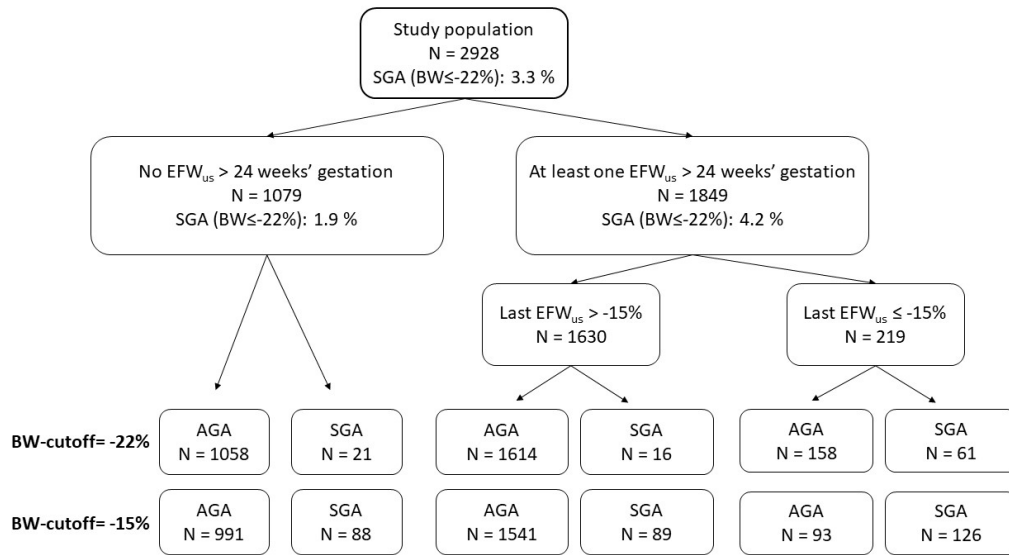 Study population
N = 2928
SGA (BW≤-22%): 3.3 %
No EFWus > 24 weeks' gestation
N = 1079
SGA (BW≤-22%): 1.9 %
At least one EFWus > 24 weeks' gestation
N = 1849
SGA (BW≤-22%): 4.2 %
Last EFWus > -15%
N = 1630
Last EFWus ≤ -15%
N = 219
BW-cutoff= -22%
AGA
N = 1058
SGA
N = 21
AGA
N = 1614
SGA
N = 16
AGA
N = 158
SGA
N = 61
BW-cutoff= -15%
AGA
N = 991
SGA
N = 88
AGA
N = 1541
SGA
N = 89
AGA
N = 93
SGA
N = 126